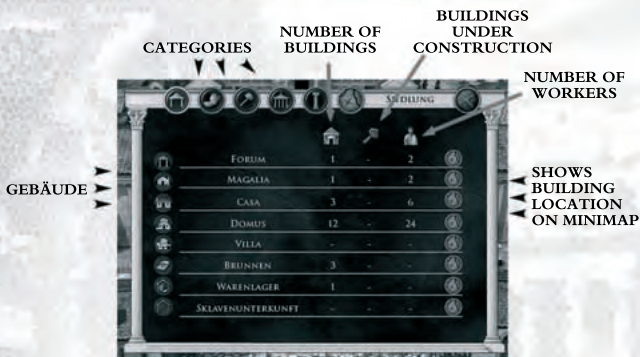 BUILDINGS
UNDER
CONSTRUCTION
NUMBER OF
BUILDINGS
CATEGORIES
NUMBER OF
WORKERS
SIEDLUNG
FORUM 1 - 2
MAGALIA 1 - 2
CASA 3 - 6
DOMUS 12 - 24
VILLA - - -
BRUNNEN 3 - -
WARENLAGER 1 - -
SKLAVENUNTERKUNFT - - -
GEBÄUDE
SHOWS
BUILDING
LOCATION
ON MINIMAP